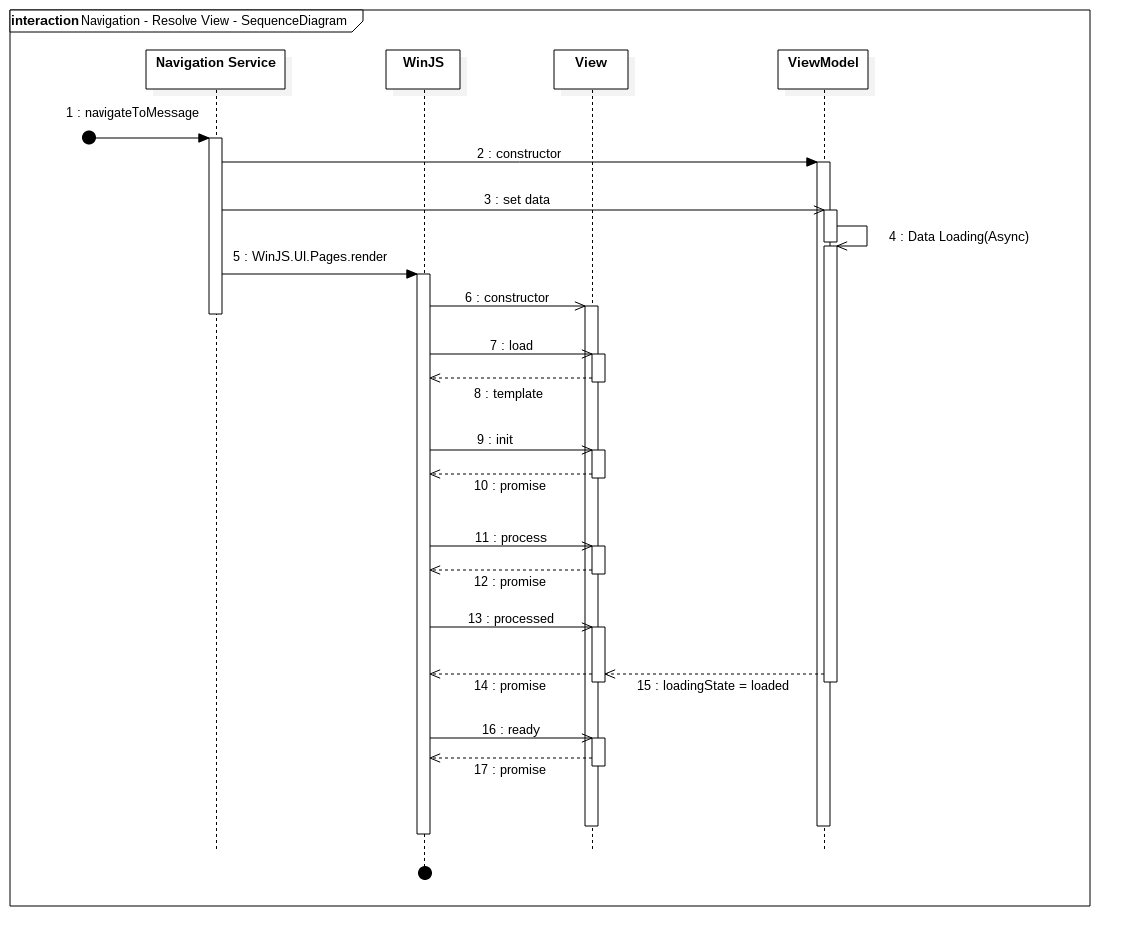 interaction Navigation - Resolve View - SequenceDiagram
Navigation Service
WinJS
View
ViewModel
1 : navigateToMessage
2 : constructor
3 : set data
4 : Data Loading(Async)
5 : WinJS.UI.Pages.render
6 : constructor
7 : load
8 : template
9 : init
10 : promise
11 : process
12 : promise
13 : processed
14 : promise
15 : loadingState = loaded
16 : ready
17 : promise